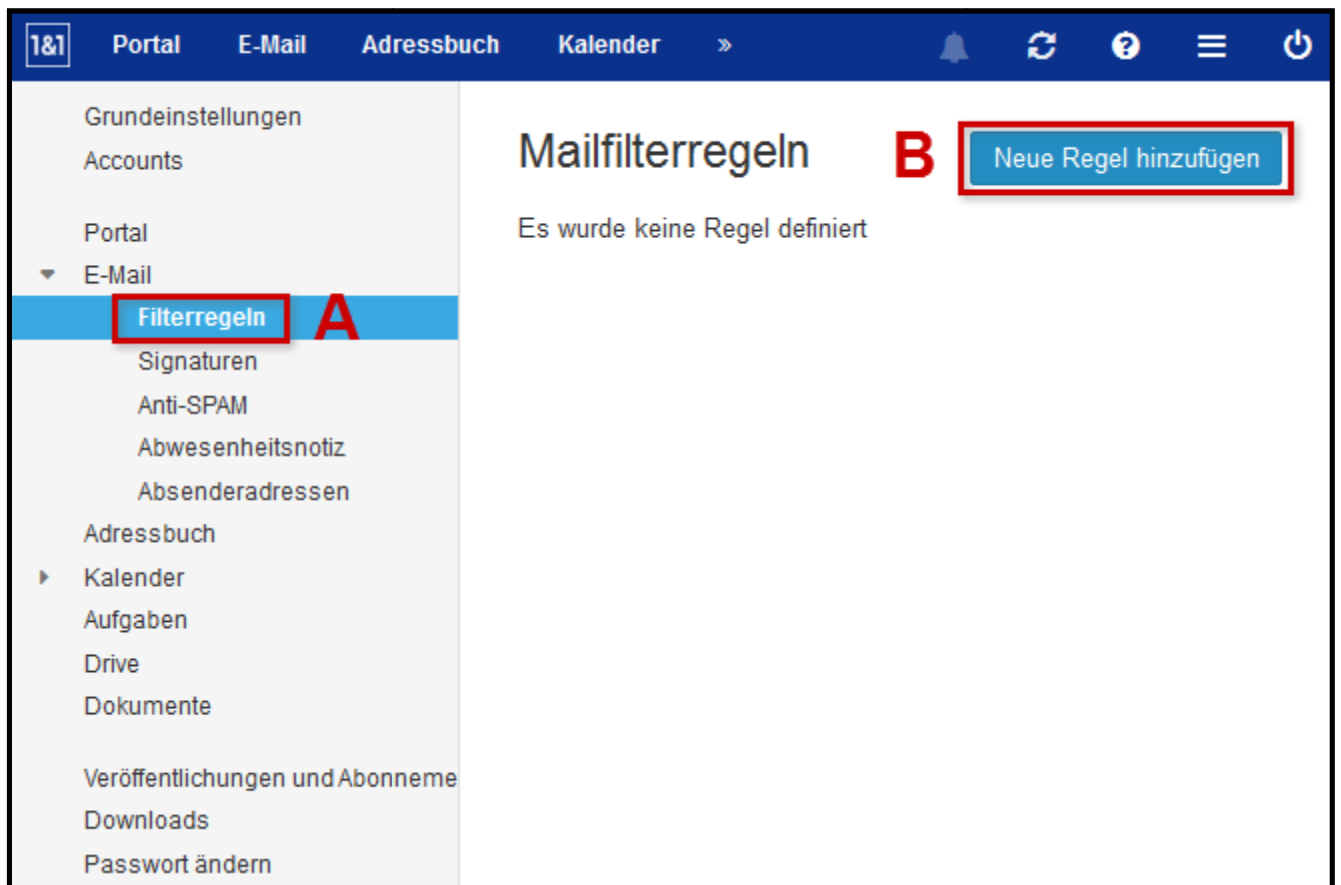 1&1 Portal E-Mail Adressbuch Kalender »
Grundeinstellungen
Accounts
Portal
E-Mail
Filterregeln A
Signaturen
Anti-SPAM
Abwesenheitsnotiz
Absenderadressen
Adressbuch
Kalender
Aufgaben
Drive
Dokumente
Veröffentlichungen und Abonneme
Downloads
Passwort ändern
Mailfilterregeln B Neue Regel hinzufügen
Es wurde keine Regel definiert